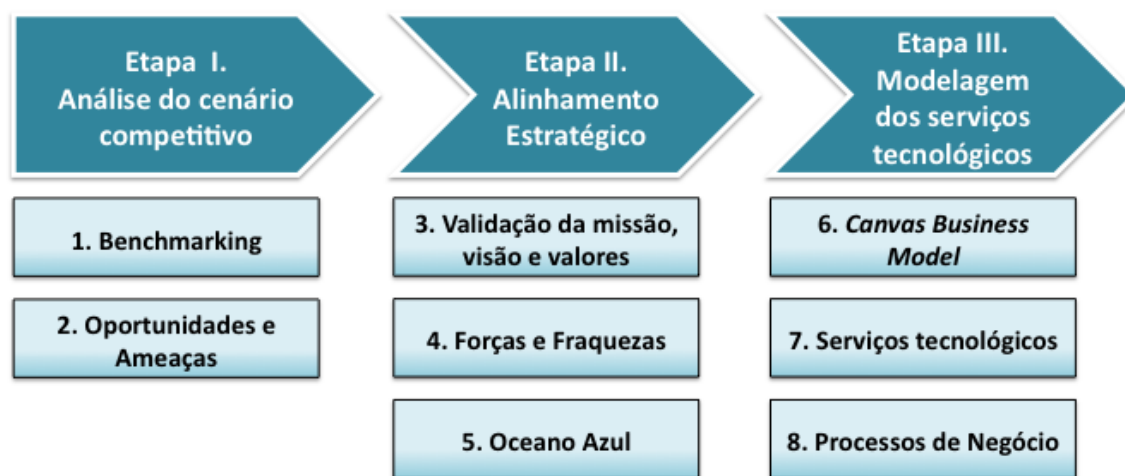 Etapa I.
Análise do cenário
competitivo
Etapa II.
Alinhamento
Estratégico
Etapa III.
Modelagem
dos serviços
tecnológicos
1. Benchmarking
2. Oportunidades e
Ameaças
3. Validação da missão,
visão e valores
4. Forças e Fraquezas
5. Oceano Azul
6. Canvas Business
Model
7. Serviços tecnológicos
8. Processos de Negócio